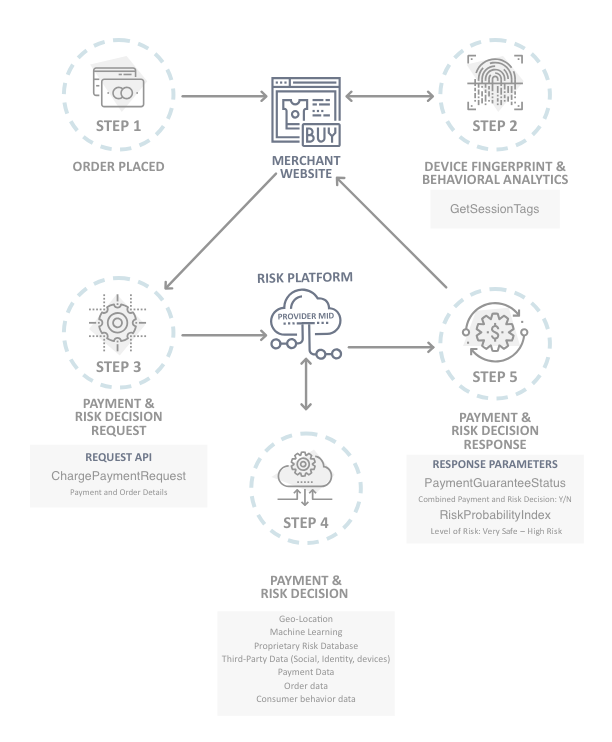 STEP 1
ORDER PLACED
BUY
MERCHANT
WEBSITE
STEP 2
DEVICE FINGERPRINT &
BEHAVIORAL ANALYTICS
GetSessionTags
STEP 3
PAYMENT &
RISK DECISION
REQUEST
REQUEST API
ChargePaymentRequest
Payment and Order Details
RISK PLATFORM
PROVIDER MID
STEP 4
PAYMENT &
RISK DECISION
Geo-Location
Machine Learning
Proprietary Risk Database
Third-Party Data (Social, Identity, devices)
Payment Data
Order data
Consumer behavior data
$
STEP 5
PAYMENT &
RISK DECISION
RESPONSE
RESPONSE PARAMETERS
PaymentGuaranteeStatus
Combined Payment and Risk Decision: Y/N
RiskProbabilityIndex
Level of Risk: Very Safe – High Risk